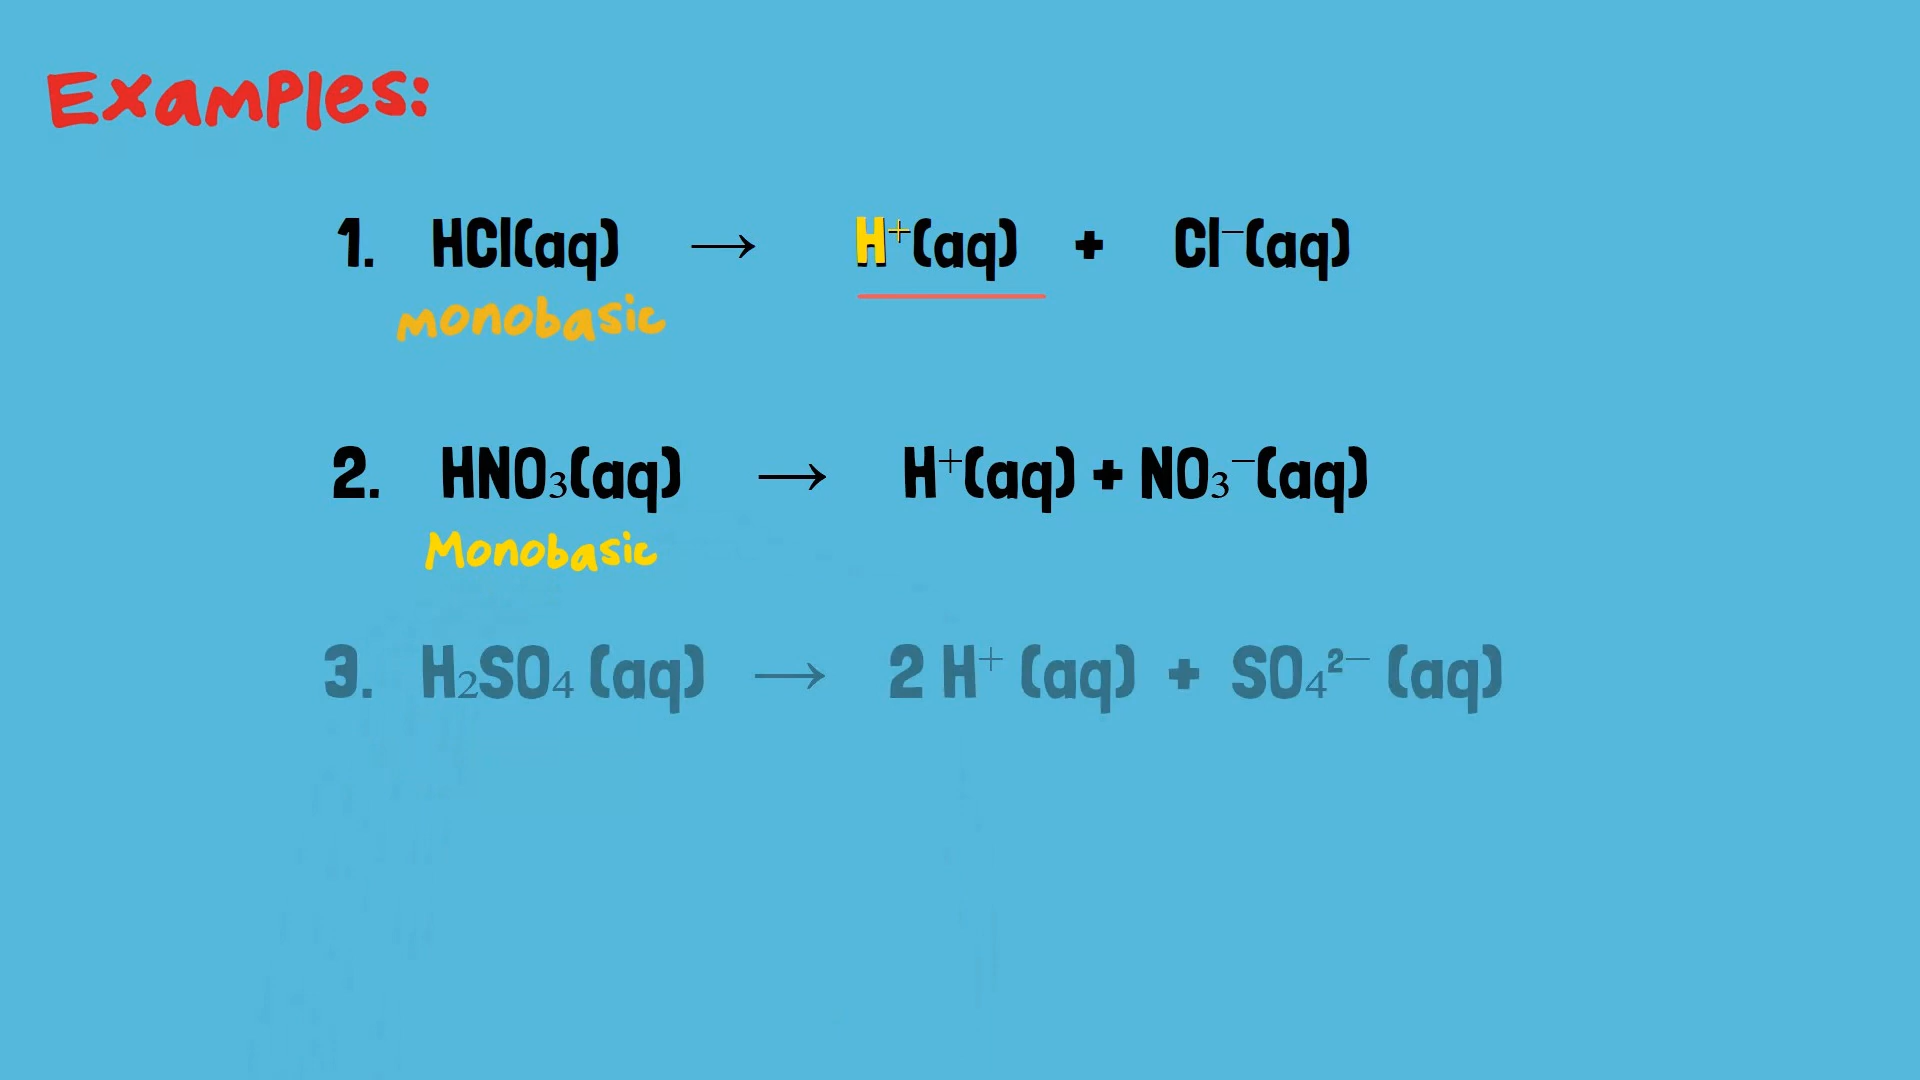 Examples:
1. HCl(aq) → H⁺(aq) + Cl⁻(aq)
monobasic
2. HNO₃(aq) → H⁺(aq) + NO₃⁻(aq)
Monobasic
3. H₂SO₄ (aq) → 2 H⁺ (aq) + SO₄²⁻ (aq)